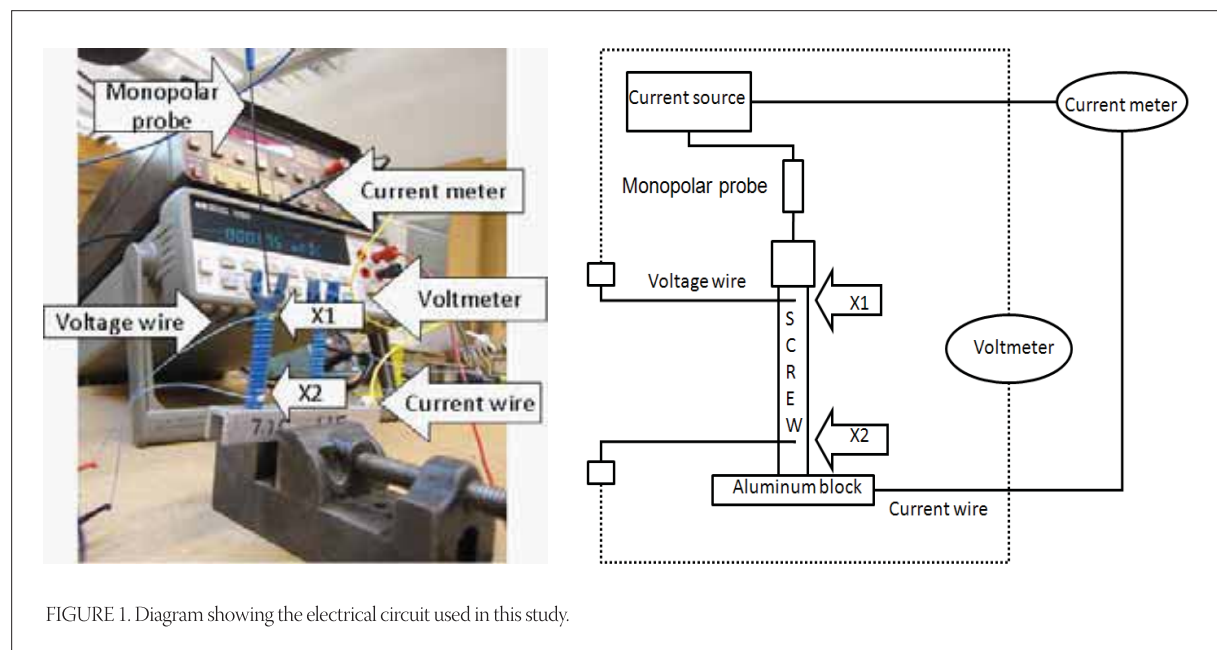 Monopolar
probe
Current meter
Voltmeter
Voltage wire
X1
X2
Current wire
Current source
Current meter
Monopolar probe
Voltage wire
X1
S
C
R
E
W
Voltmeter
X2
Aluminum block
Current wire
FIGURE 1. Diagram showing the electrical circuit used in this study.